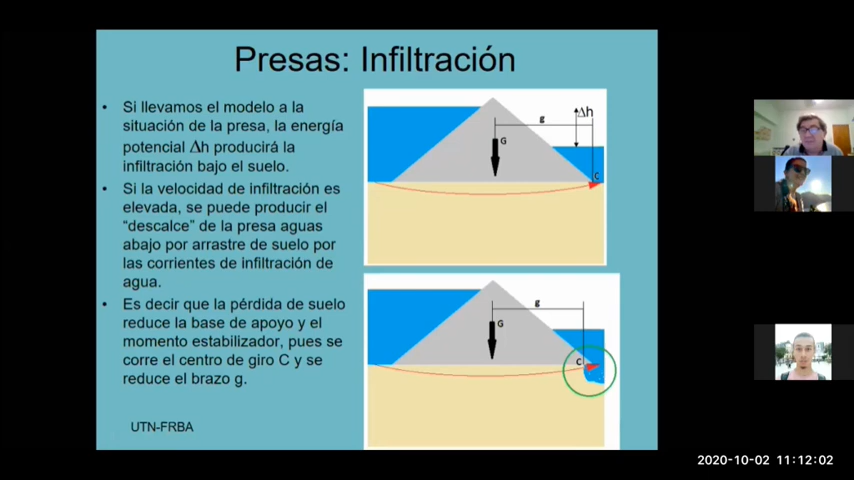 Presas: Infiltración
• Si llevamos el modelo a la
situación de la presa, la energía
potencial Δh producirá la
infiltración bajo el suelo.
• Si la velocidad de infiltración es
elevada, se puede producir el
“descalce” de la presa aguas
abajo por arrastre de suelo por
las corrientes de infiltración de
agua.
• Es decir que la pérdida de suelo
reduce la base de apoyo y el
momento estabilizador, pues se
corre el centro de giro C y se
reduce el brazo g.
UTN-FRBA
g
Δh
G
C
g
G
C
2020-10-02 11:12:02